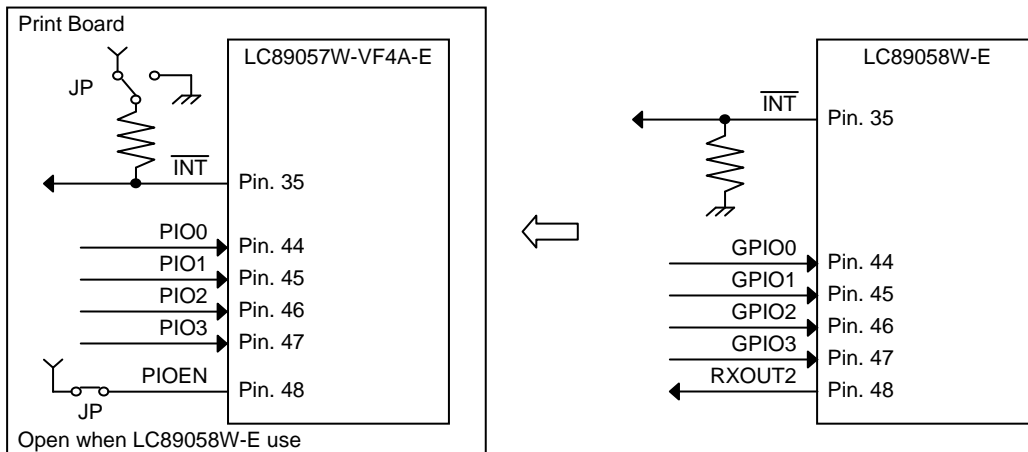 Print Board
LC89057W-VF4A-E
JP
INT
Pin. 35
PIO0
Pin. 44
PIO1
Pin. 45
PIO2
Pin. 46
PIO3
Pin. 47
PIOEN
Pin. 48
JP
Open when LC89058W-E use
LC89058W-E
INT
Pin. 35
GPIO0
Pin. 44
GPIO1
Pin. 45
GPIO2
Pin. 46
GPIO3
Pin. 47
RXOUT2
Pin. 48